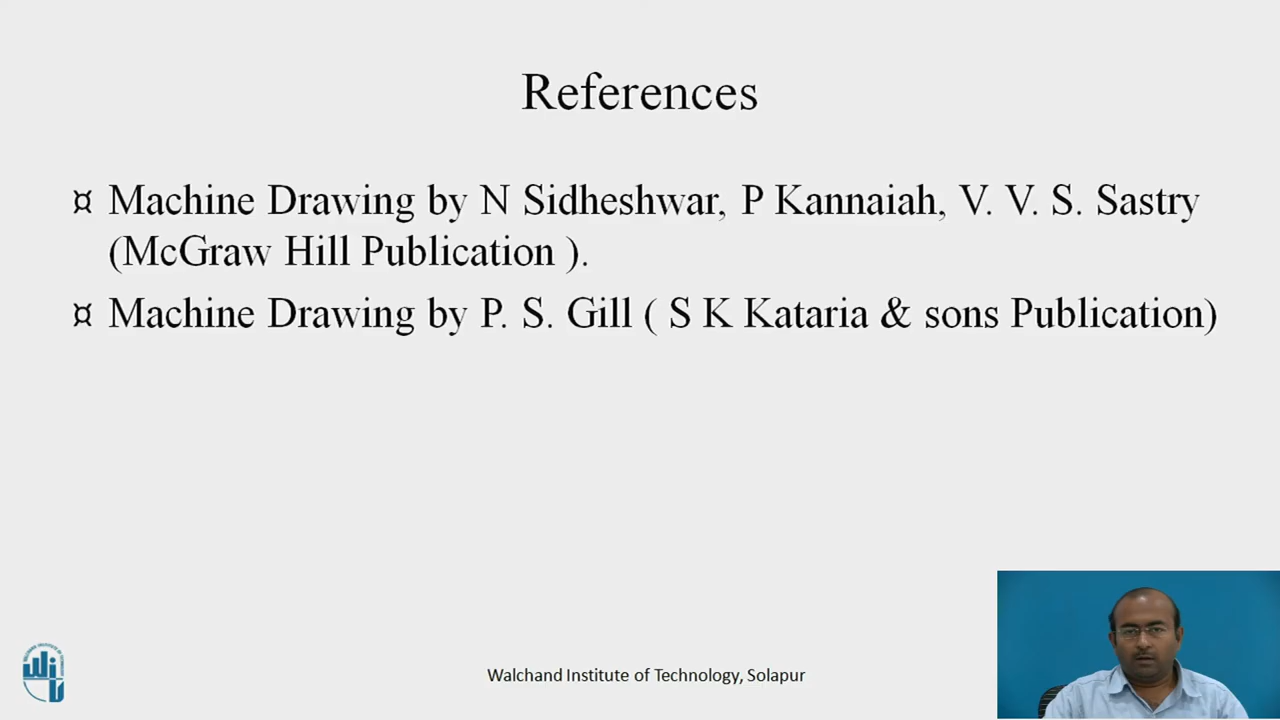 References
¤ Machine Drawing by N Sidheshwar, P Kannaiah, V. V. S. Sastry
(McGraw Hill Publication ).
¤ Machine Drawing by P. S. Gill ( S K Kataria & sons Publication)
Walchand Institute of Technology, Solapur